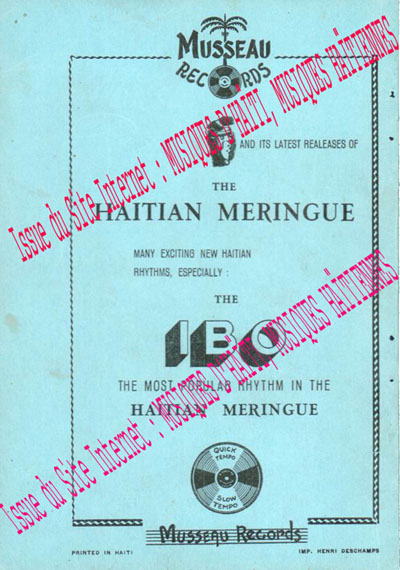 MUSSEAU
RECORDS
AND ITS LATEST REALEASES OF
THE
HAITIAN MERINGUE
MANY EXCITING NEW HAITIAN
RHYTHMS, ESPECIALLY :
THE
IBO
THE MOST POPULAR RHYTHM IN THE
HAITIAN MERINGUE
QUICK
TEMPO
SLOW
TEMPO
Musseau Records
PRINTED IN HAITI
IMP. HENRI DESCHAMPS
Issue du Site Internet : MUSIQUES D'HAITI, MUSIQUES HAÏTIENNES
Issue du Site Internet : MUSIQUES D'HAITI, MUSIQUES HAÏTIENNES